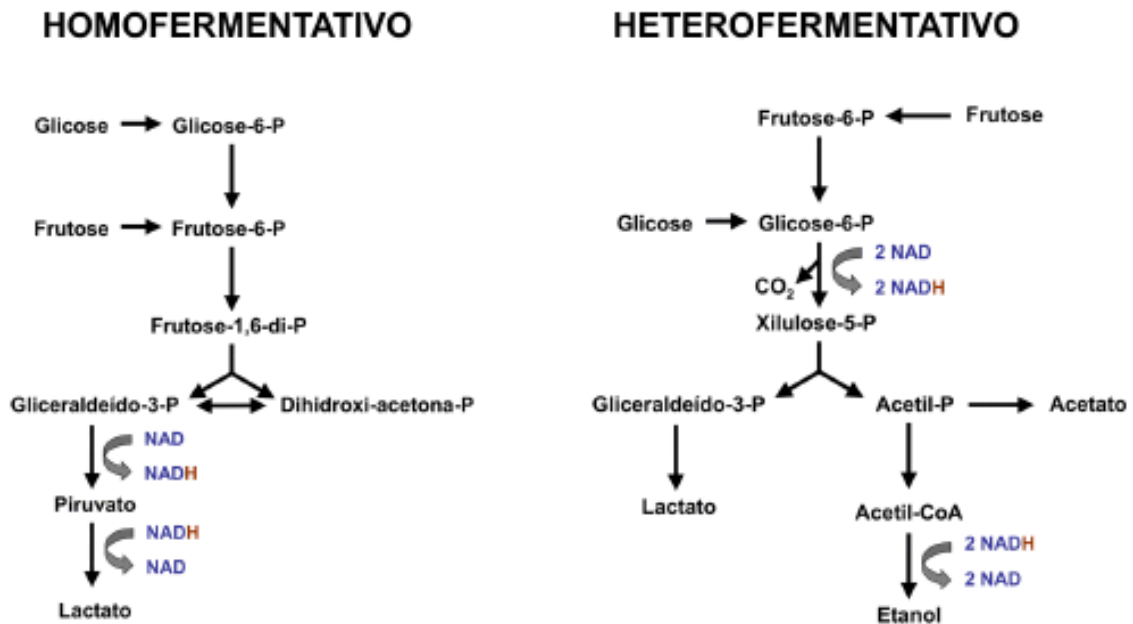 HOMOFERMENTATIVO
Glicose
Glicose-6-P
Frutose
Frutose-6-P
Frutose-1,6-di-P
Gliceraldeído-3-P
Dihidroxi-acetona-P
NAD
NADH
Piruvato
NADH
NAD
Lactato
HETEROFERMENTATIVO
Frutose-6-P
Frutose
Glicose
Glicose-6-P
2 NAD
CO₂
2 NADH
Xilulose-5-P
Gliceraldeído-3-P
Acetil-P
Acetato
Lactato
Acetil-CoA
2 NADH
2 NAD
Etanol